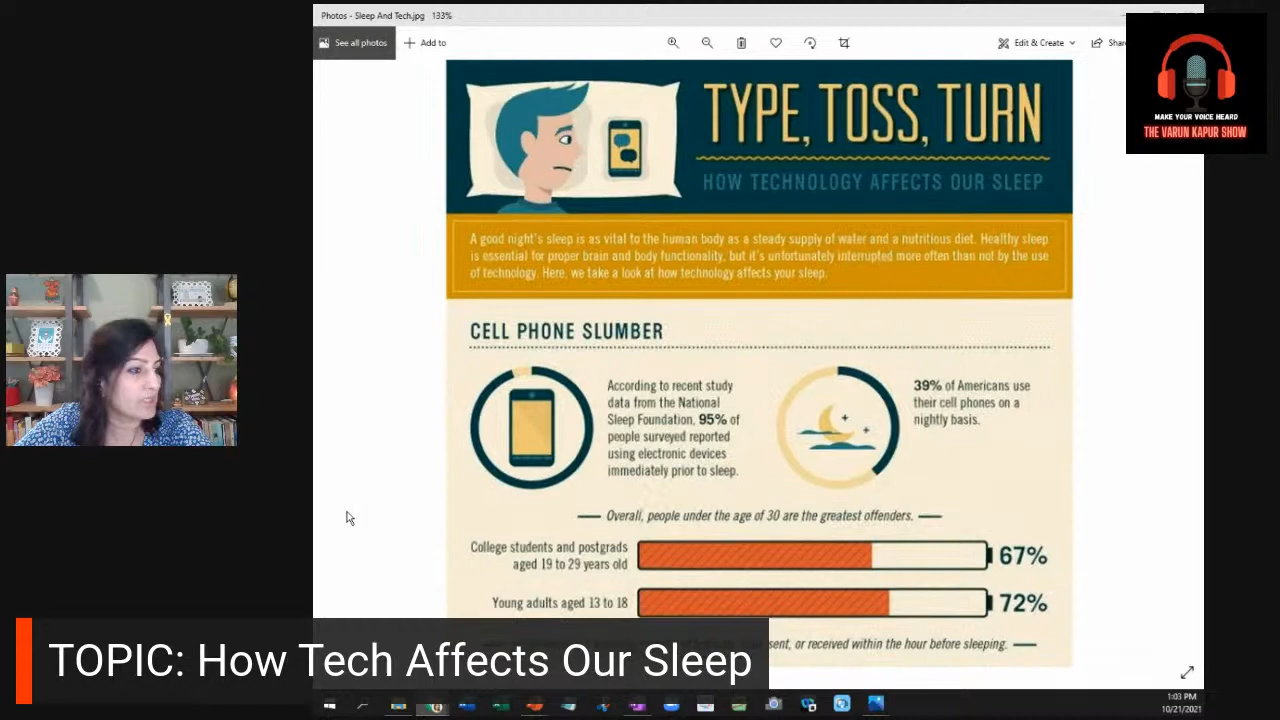 Photos - Sleep And Tech.jpg 133%
See all photos
Add to
Edit & Create
Shar
MAKE YOUR VOICE HEARD
THE VARUN KAPUR SHOW
TYPE, TOSS, TURN
HOW TECHNOLOGY AFFECTS OUR SLEEP
A good night's sleep is as vital to the human body as a steady supply of water and a nutritious diet. Healthy sleep
is essential for proper brain and body functionality, but it's unfortunately interrupted more often than not by the use
of technology. Here, we take a look at how technology affects your sleep.
CELL PHONE SLUMBER
According to recent study
data from the National
Sleep Foundation, 95% of
people surveyed reported
using electronic devices
immediately prior to sleep.
39% of Americans use
their cell phones on a
nightly basis.
Overall, people under the age of 30 are the greatest offenders.
College students and postgrads
aged 19 to 29 years old
67%
Young adults aged 13 to 18
72%
sent, or received within the hour before sleeping.
TOPIC: How Tech Affects Our Sleep
1:03 PM
10/21/2021